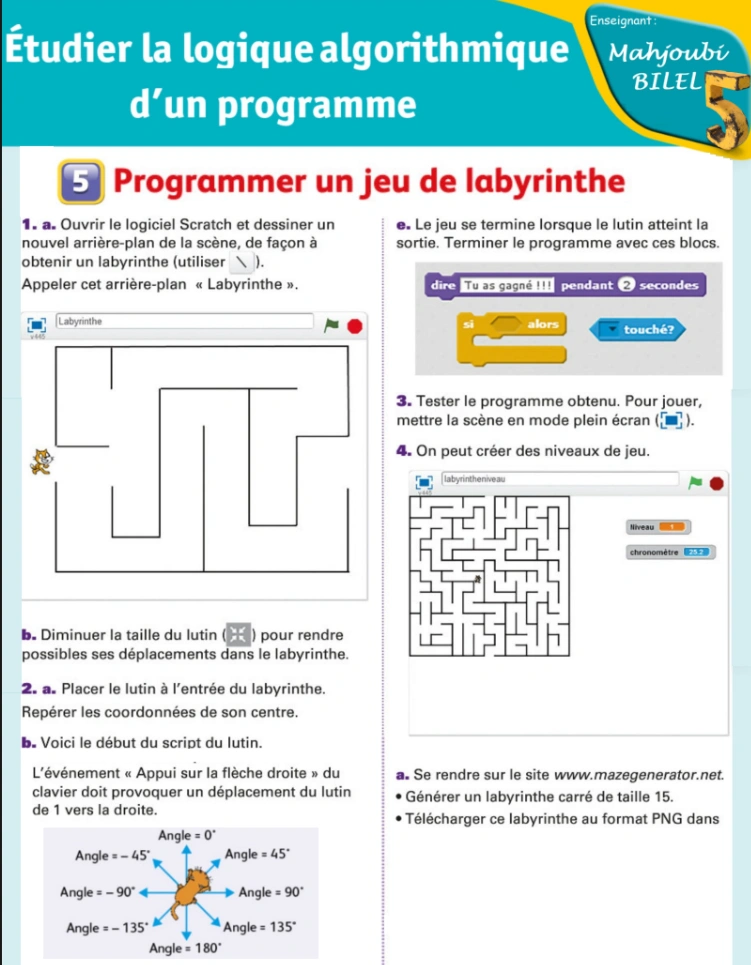 Enseignant :
Mahjoubi
BILEL
5
Étudier la logique algorithmique
d’un programme
5 Programmer un jeu de labyrinthe
1. a. Ouvrir le logiciel Scratch et dessiner un
nouvel arrière-plan de la scène, de façon à
obtenir un labyrinthe (utiliser \ ).
Appeler cet arrière-plan « Labyrinthe ».
Labyrinthe
v445
b. Diminuer la taille du lutin ( ) pour rendre
possibles ses déplacements dans le labyrinthe.
2. a. Placer le lutin à l’entrée du labyrinthe.
Repérer les coordonnées de son centre.
b. Voici le début du script du lutin.
L’événement « Appui sur la flèche droite » du
clavier doit provoquer un déplacement du lutin
de 1 vers la droite.
Angle = 0°
Angle = – 45°
Angle = 45°
Angle = – 90°
Angle = 90°
Angle = – 135°
Angle = 135°
Angle = 180°
e. Le jeu se termine lorsque le lutin atteint la
sortie. Terminer le programme avec ces blocs.
dire Tu as gagné !!! pendant 2 secondes
si alors
touché?
3. Tester le programme obtenu. Pour jouer,
mettre la scène en mode plein écran ( ).
4. On peut créer des niveaux de jeu.
labyrintheniveau
v445
Niveau 1
chronomètre 25.2
a. Se rendre sur le site www.mazegenerator.net.
• Générer un labyrinthe carré de taille 15.
• Télécharger ce labyrinthe au format PNG dans